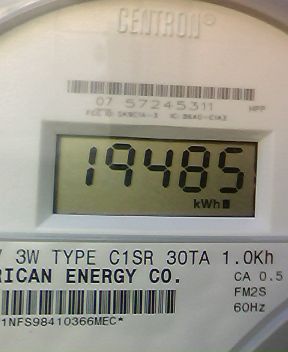 CENTRON®
07 57245311
HPP
19485
kWh
3W TYPE C1SR 30TA 1.0Kh
RICAN ENERGY CO.
CA 0.5
FM2S
60Hz
1NFS98410366MEC*